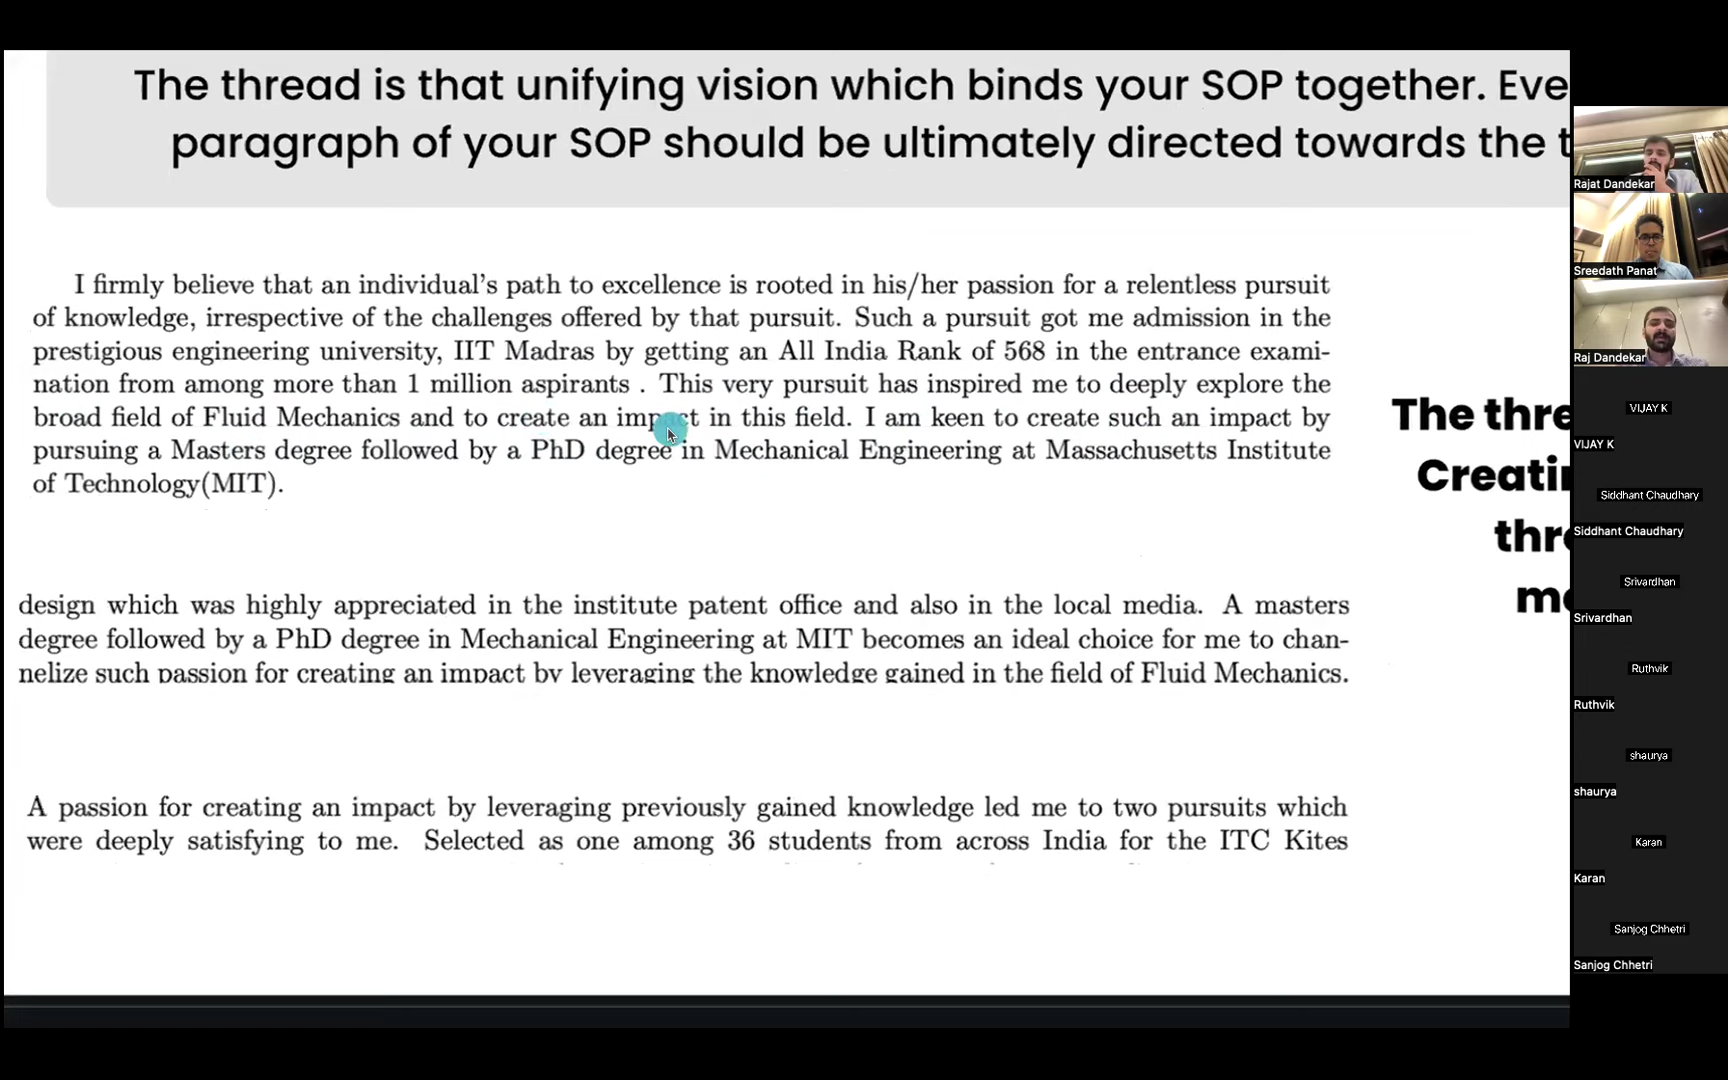 The thread is that unifying vision which binds your SOP together. Eve
paragraph of your SOP should be ultimately directed towards the t
I firmly believe that an individual's path to excellence is rooted in his/her passion for a relentless pursuit
of knowledge, irrespective of the challenges offered by that pursuit. Such a pursuit got me admission in the
prestigious engineering university, IIT Madras by getting an All India Rank of 568 in the entrance exami-
nation from among more than 1 million aspirants . This very pursuit has inspired me to deeply explore the
broad field of Fluid Mechanics and to create an impact in this field. I am keen to create such an impact by
pursuing a Masters degree followed by a PhD degree in Mechanical Engineering at Massachusetts Institute
of Technology(MIT).
design which was highly appreciated in the institute patent office and also in the local media. A masters
degree followed by a PhD degree in Mechanical Engineering at MIT becomes an ideal choice for me to chan-
nelize such passion for creating an impact by leveraging the knowledge gained in the field of Fluid Mechanics.
A passion for creating an impact by leveraging previously gained knowledge led me to two pursuits which
were deeply satisfying to me. Selected as one among 36 students from across India for the ITC Kites
The thre
Creatin
thre
me
Rajat Dandekar
Sreedath Panat
Raj Dandekar
VIJAY K
VIJAY K
Siddhant Chaudhary
Siddhant Chaudhary
Srivardhan
Srivardhan
Ruthvik
Ruthvik
shaurya
shaurya
Karan
Karan
Sanjog Chhetri
Sanjog Chhetri